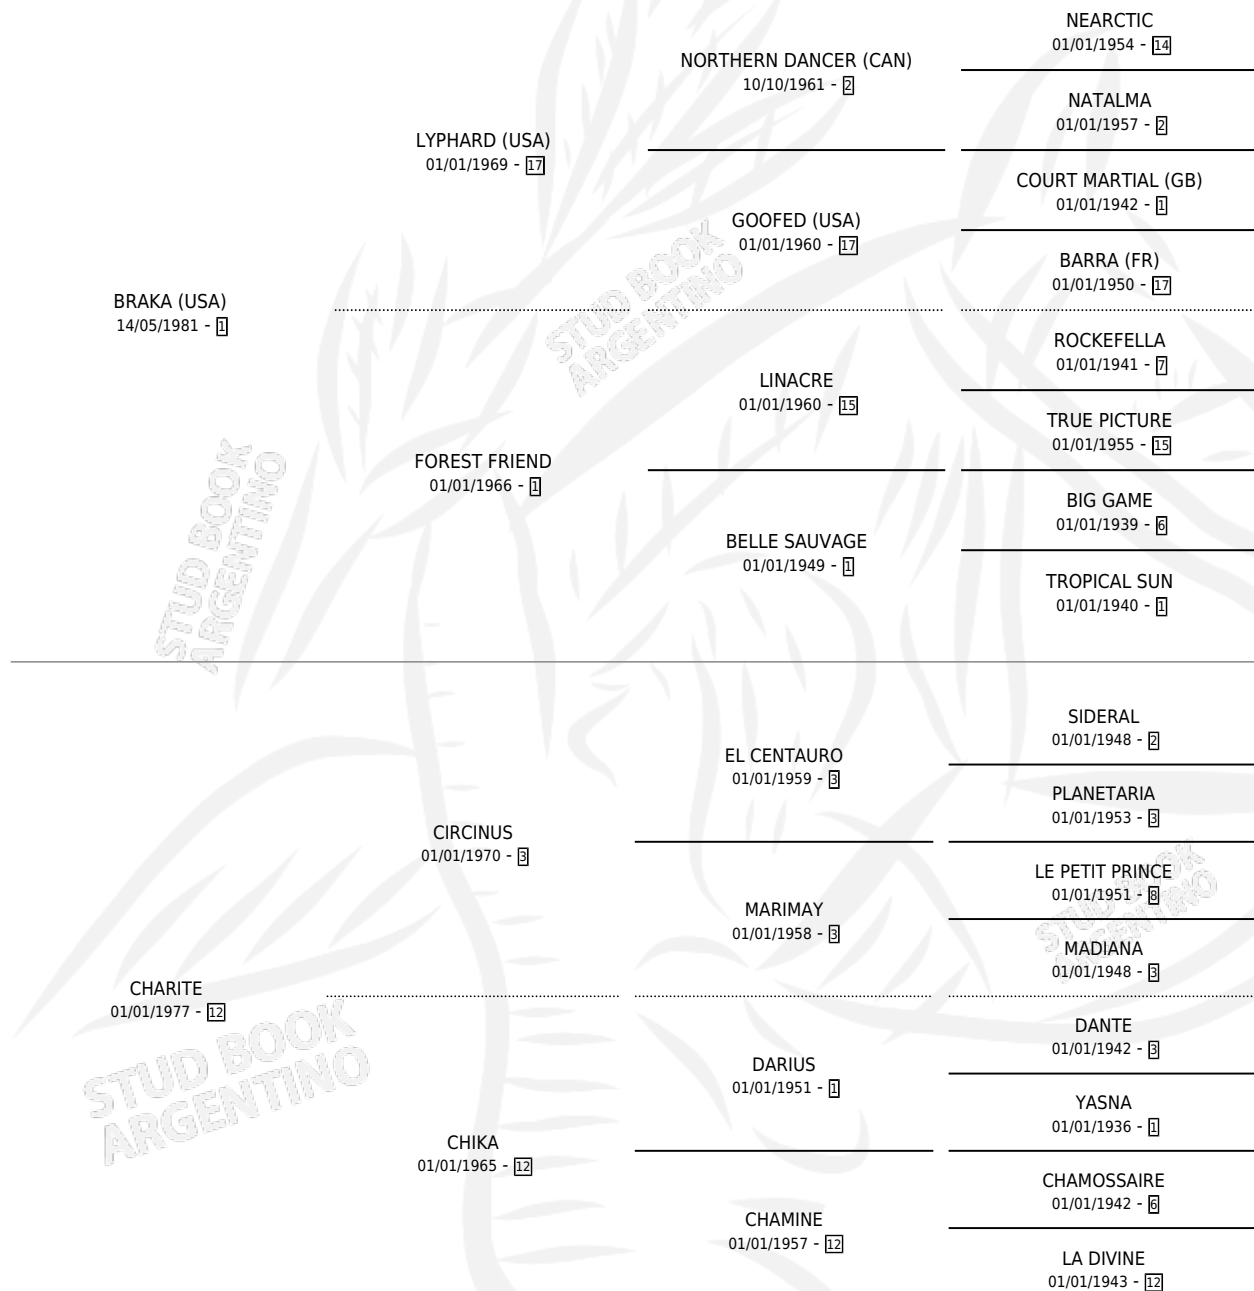 NEARCTIC
01/01/1954 - 14
NORTHERN DANCER (CAN)
10/10/1961 - 2
NATALMA
01/01/1957 - 2
LYPHARD (USA)
01/01/1969 - 17
COURT MARTIAL (GB)
01/01/1942 - 1
GOOFED (USA)
01/01/1960 - 17
BARRA (FR)
01/01/1950 - 17
BRAKA (USA)
14/05/1981 - 1
STUD BOOK
ARGENTINO
ROCKEFELLA
01/01/1941 - 7
LINACRE
01/01/1960 - 15
TRUE PICTURE
01/01/1955 - 15
FOREST FRIEND
01/01/1966 - 1
BIG GAME
01/01/1939 - 6
BELLE SAUVAGE
01/01/1949 - 1
TROPICAL SUN
01/01/1940 - 1
STUD BOOK
ARGENTINO
SIDERAL
01/01/1948 - 2
EL CENTAURO
01/01/1959 - 3
PLANETARIA
01/01/1953 - 3
CIRCINUS
01/01/1970 - 3
LE PETIT PRINCE
01/01/1951 - 8
MARIMAY
01/01/1958 - 3
MADIANA
01/01/1948 - 3
STUD BOOK
ARGENTINO
CHARITE
01/01/1977 - 12
DANTE
01/01/1942 - 3
DARIUS
01/01/1951 - 1
YASNA
01/01/1936 - 1
STUD BOOK
ARGENTINO
CHIKA
01/01/1965 - 12
CHAMOSSAIRE
01/01/1942 - 6
CHAMINE
01/01/1957 - 12
LA DIVINE
01/01/1943 - 12